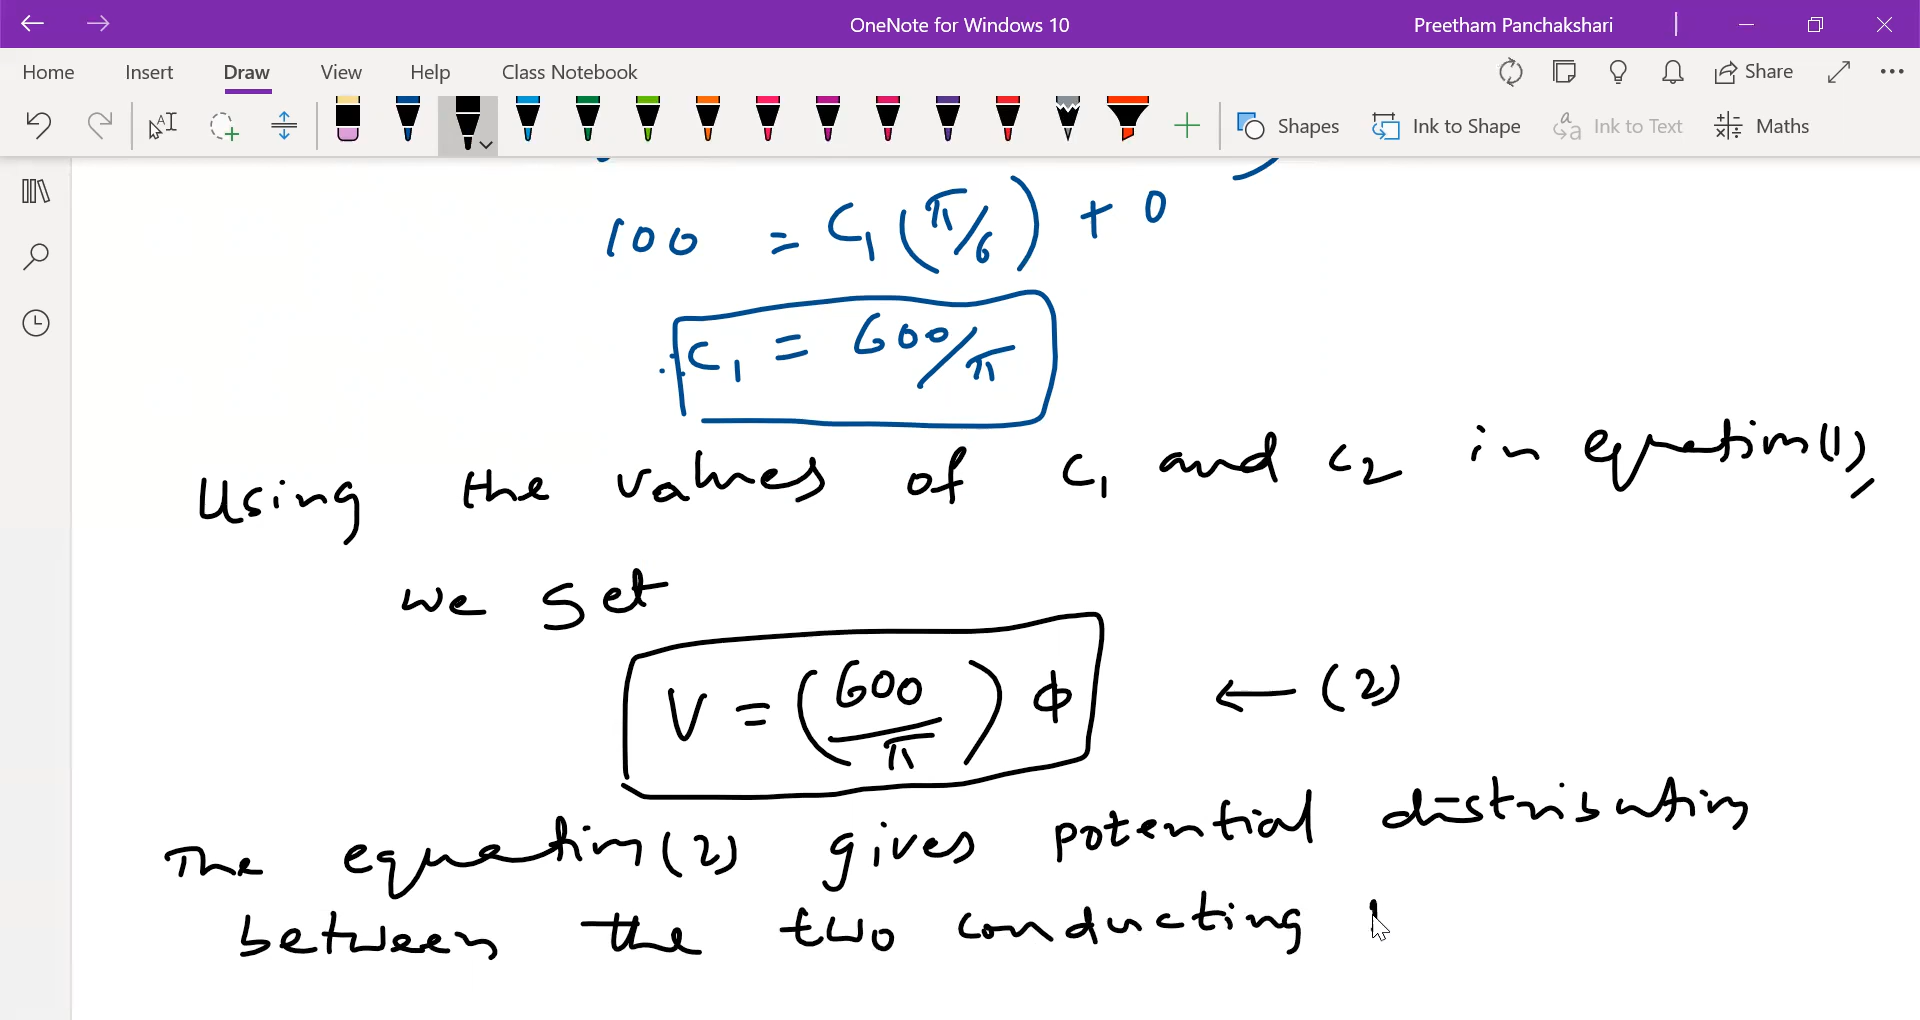 OneNote for Windows 10
Preetham Panchakshari
Home Insert Draw View Help Class Notebook
Share
Shapes Ink to Shape Ink to Text Maths
100 = C₁ (π/6) + 0
∴ C₁ = 600/π
Using the values of C₁ and C₂ in equation(1),
we get
V = (600/π) ϕ ← (2)
The equation(2) gives potential distribution
between the two conducting